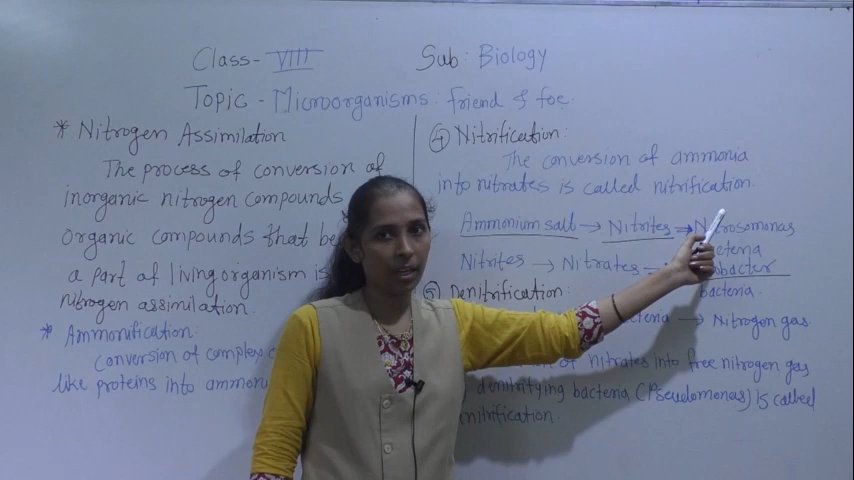 Class- VIII Sub: Biology
Topic - Microorganisms: friend & foe.
* Nitrogen Assimilation
The process of conversion of
inorganic nitrogen compounds
organic compounds that be
a part of living organism is
nitrogen assimilation.
* Ammonification:
Conversion of complex
like proteins into ammon
④ Nitrification:
The conversion of ammonia
into nitrates is called nitrification.
Ammonium salt → Nitrites ⇒ Nitrosomonas
bacteria
Nitrites → Nitrates → bacter
bacteria.
⑤ Denitrification:
→ Nitrogen gas
of nitrates into free nitrogen gas
denitrifying bacteria (Pseudomonas) is called